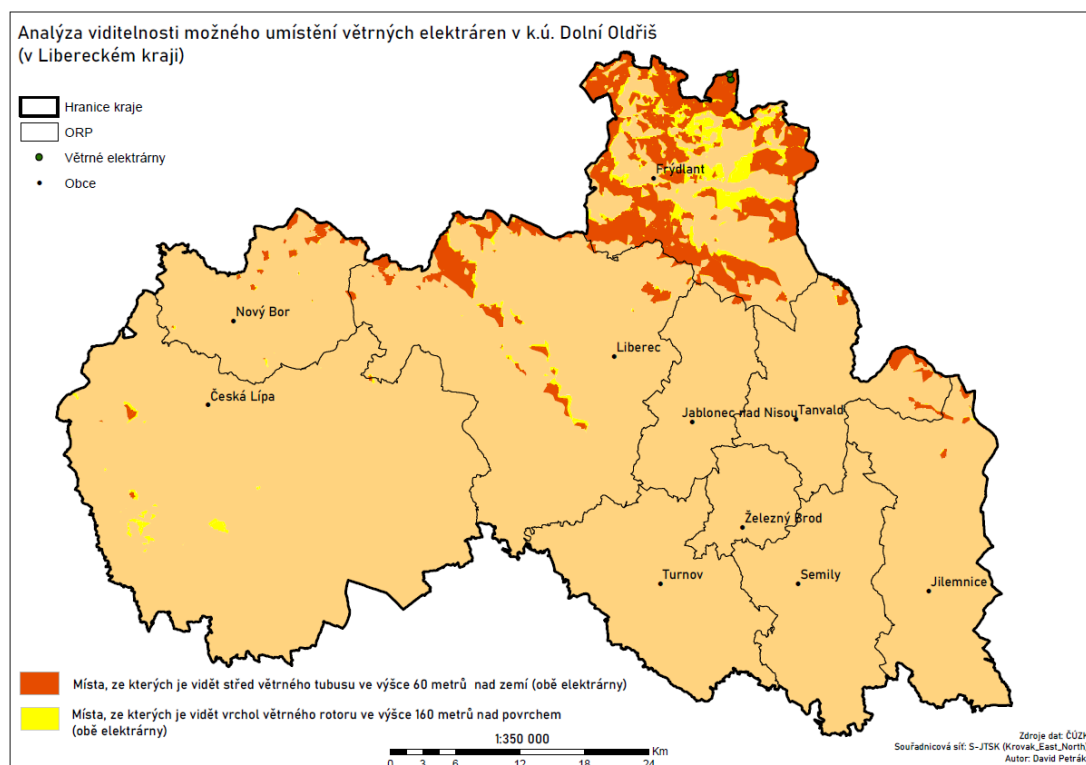 Analýza viditelnosti možného umístění větrných elektráren v k.ú. Dolní Oldřiš
(v Libereckém kraji)
Hranice kraje
ORP
Větrné elektrárny
Obce
Frýdlant
Nový Bor
Liberec
Česká Lípa
Jablonec nad Nisou
Tanvald
Železný Brod
Turnov
Semily
Jilemnice
Místa, ze kterých je vidět střed větrného tubusu ve výšce 60 metrů nad zemí (obě elektrárny)
Místa, ze kterých je vidět vrchol větrného rotoru ve výšce 160 metrů nad povrchem
(obě elektrárny)
1:350 000
Km
0 3 6 12 18 24
Zdroje dat: ČÚZK
Souřadnicová síť: S-JTSK (Krovak_East_North)
Autor: David Petrák